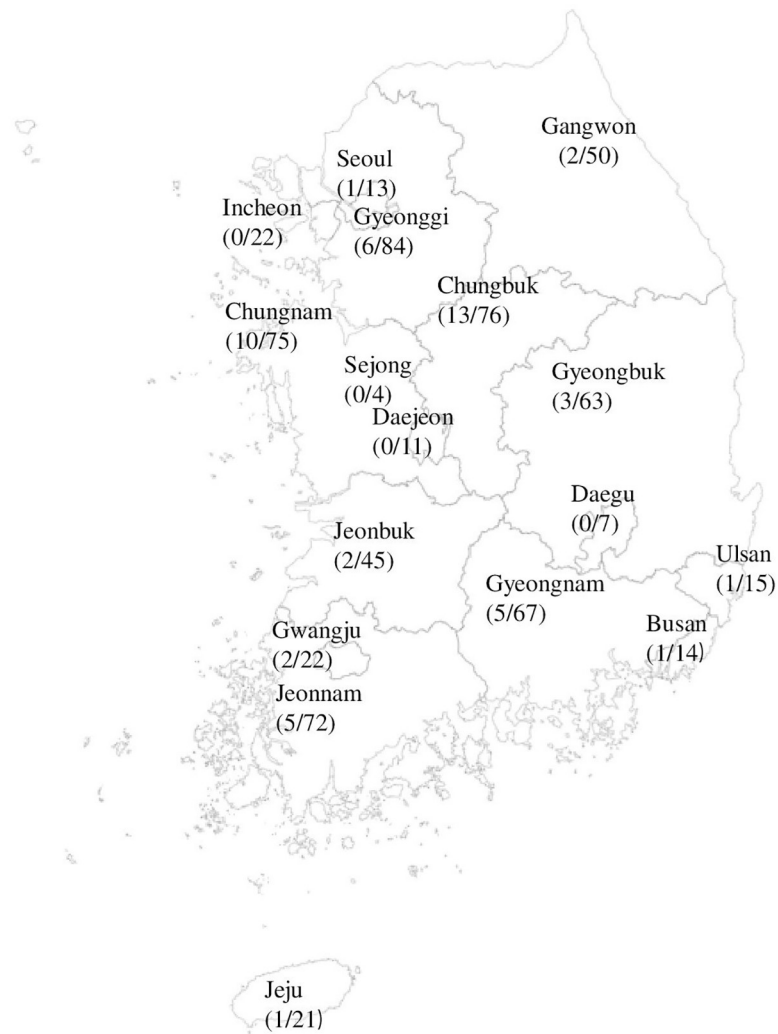 Gangwon
(2/50)
Seoul
(1/13)
Incheon
(0/22)
Gyeonggi
(6/84)
Chungbuk
(13/76)
Chungnam
(10/75)
Sejong
(0/4)
Gyeongbuk
(3/63)
Daejeon
(0/11)
Daegu
(0/7)
Jeonbuk
(2/45)
Ulsan
(1/15)
Gyeongnam
(5/67)
Busan
(1/14)
Gwangju
(2/22)
Jeonnam
(5/72)
Jeju
(1/21)